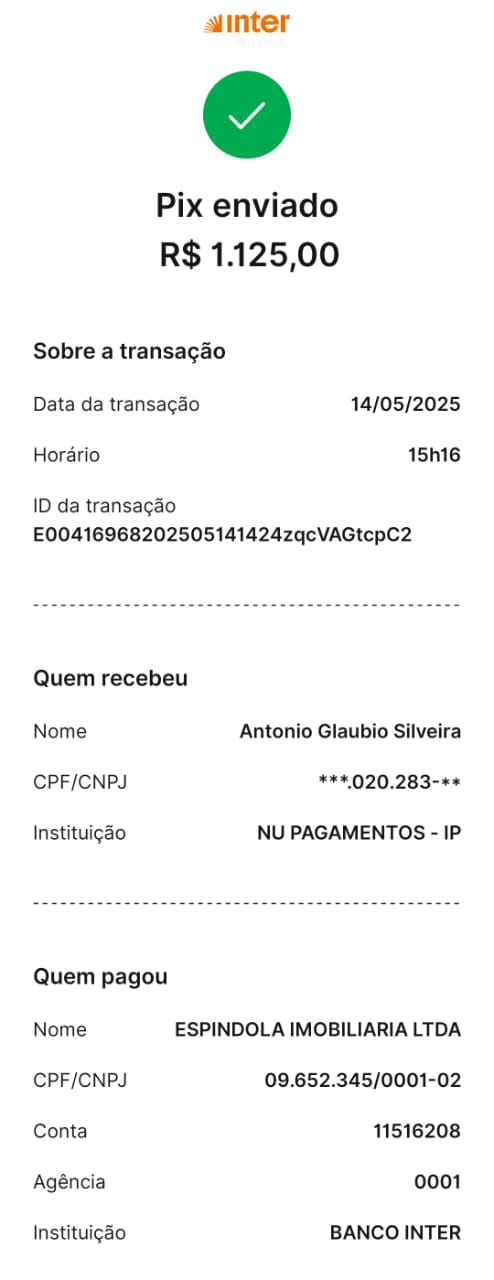 inter
empresas
Pix enviado
R$ 1.125,00
Sobre a transação
Data da transação 14/05/2025
Horário 15h16
ID da transação
E00416968202505141424zqcVAGtcpC2
Quem recebeu
Nome Antonio Glaubio Silveira
CPF/CNPJ ***.020.283-**
Instituição NU PAGAMENTOS - IP
Quem pagou
Nome ESPINDOLA IMOBILIARIA LTDA
CPF/CNPJ 09.652.345/0001-02
Conta 11516208
Agência 0001
Instituição BANCO INTER